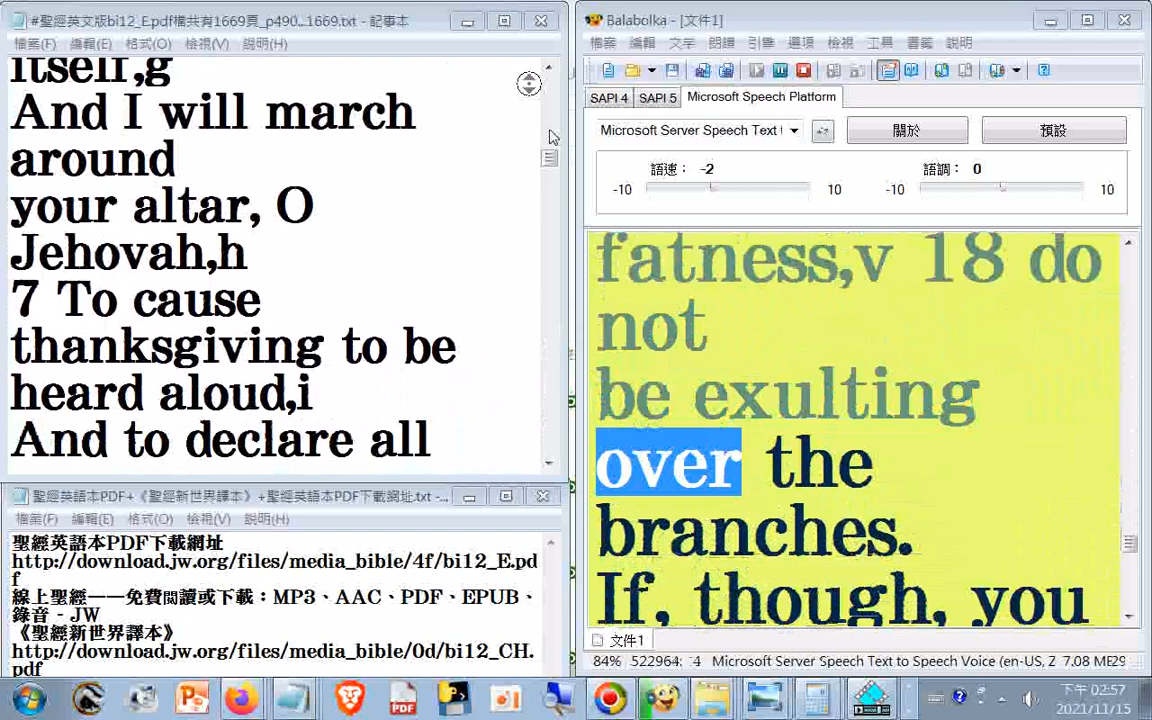 #聖經英文版bi12_E.pdf檔共有1669頁_p490...1669.txt - 記事本
檔案(F) 編輯(E) 格式(O) 檢視(V) 說明(H)
itself,g
And I will march
around
your altar, O
Jehovah,h
7 To cause
thanksgiving to be
heard aloud,i
And to declare all
聖經英語本PDF+《聖經新世界譯本》+聖經英語本PDF下載網址.txt -...
檔案(F) 編輯(E) 格式(O) 檢視(V) 說明(H)
聖經英語本PDF下載網址
http://download.jw.org/files/media_bible/4f/bi12_E.pd
f
線上聖經——免費閱讀或下載：MP3、AAC、PDF、EPUB、
錄音 - JW
《聖經新世界譯本》
http://download.jw.org/files/media_bible/0d/bi12_CH.
pdf
Balabolka - [文件1]
檔案 編輯 文字 朗讀 引擎 選項 檢視 工具 書籤 說明
SAPI 4 SAPI 5 Microsoft Speech Platform
Microsoft Server Speech Text 關於 預設
語速： -2 語調： 0
-10 10 -10 10
fatness,v 18 do
not
be exulting
over the
branches.
If, though, you
文件1
84% 522964: 4 Microsoft Server Speech Text to Speech Voice (en-US, Z 7.08 ME29
PDF
下午 02:57
2021/11/15